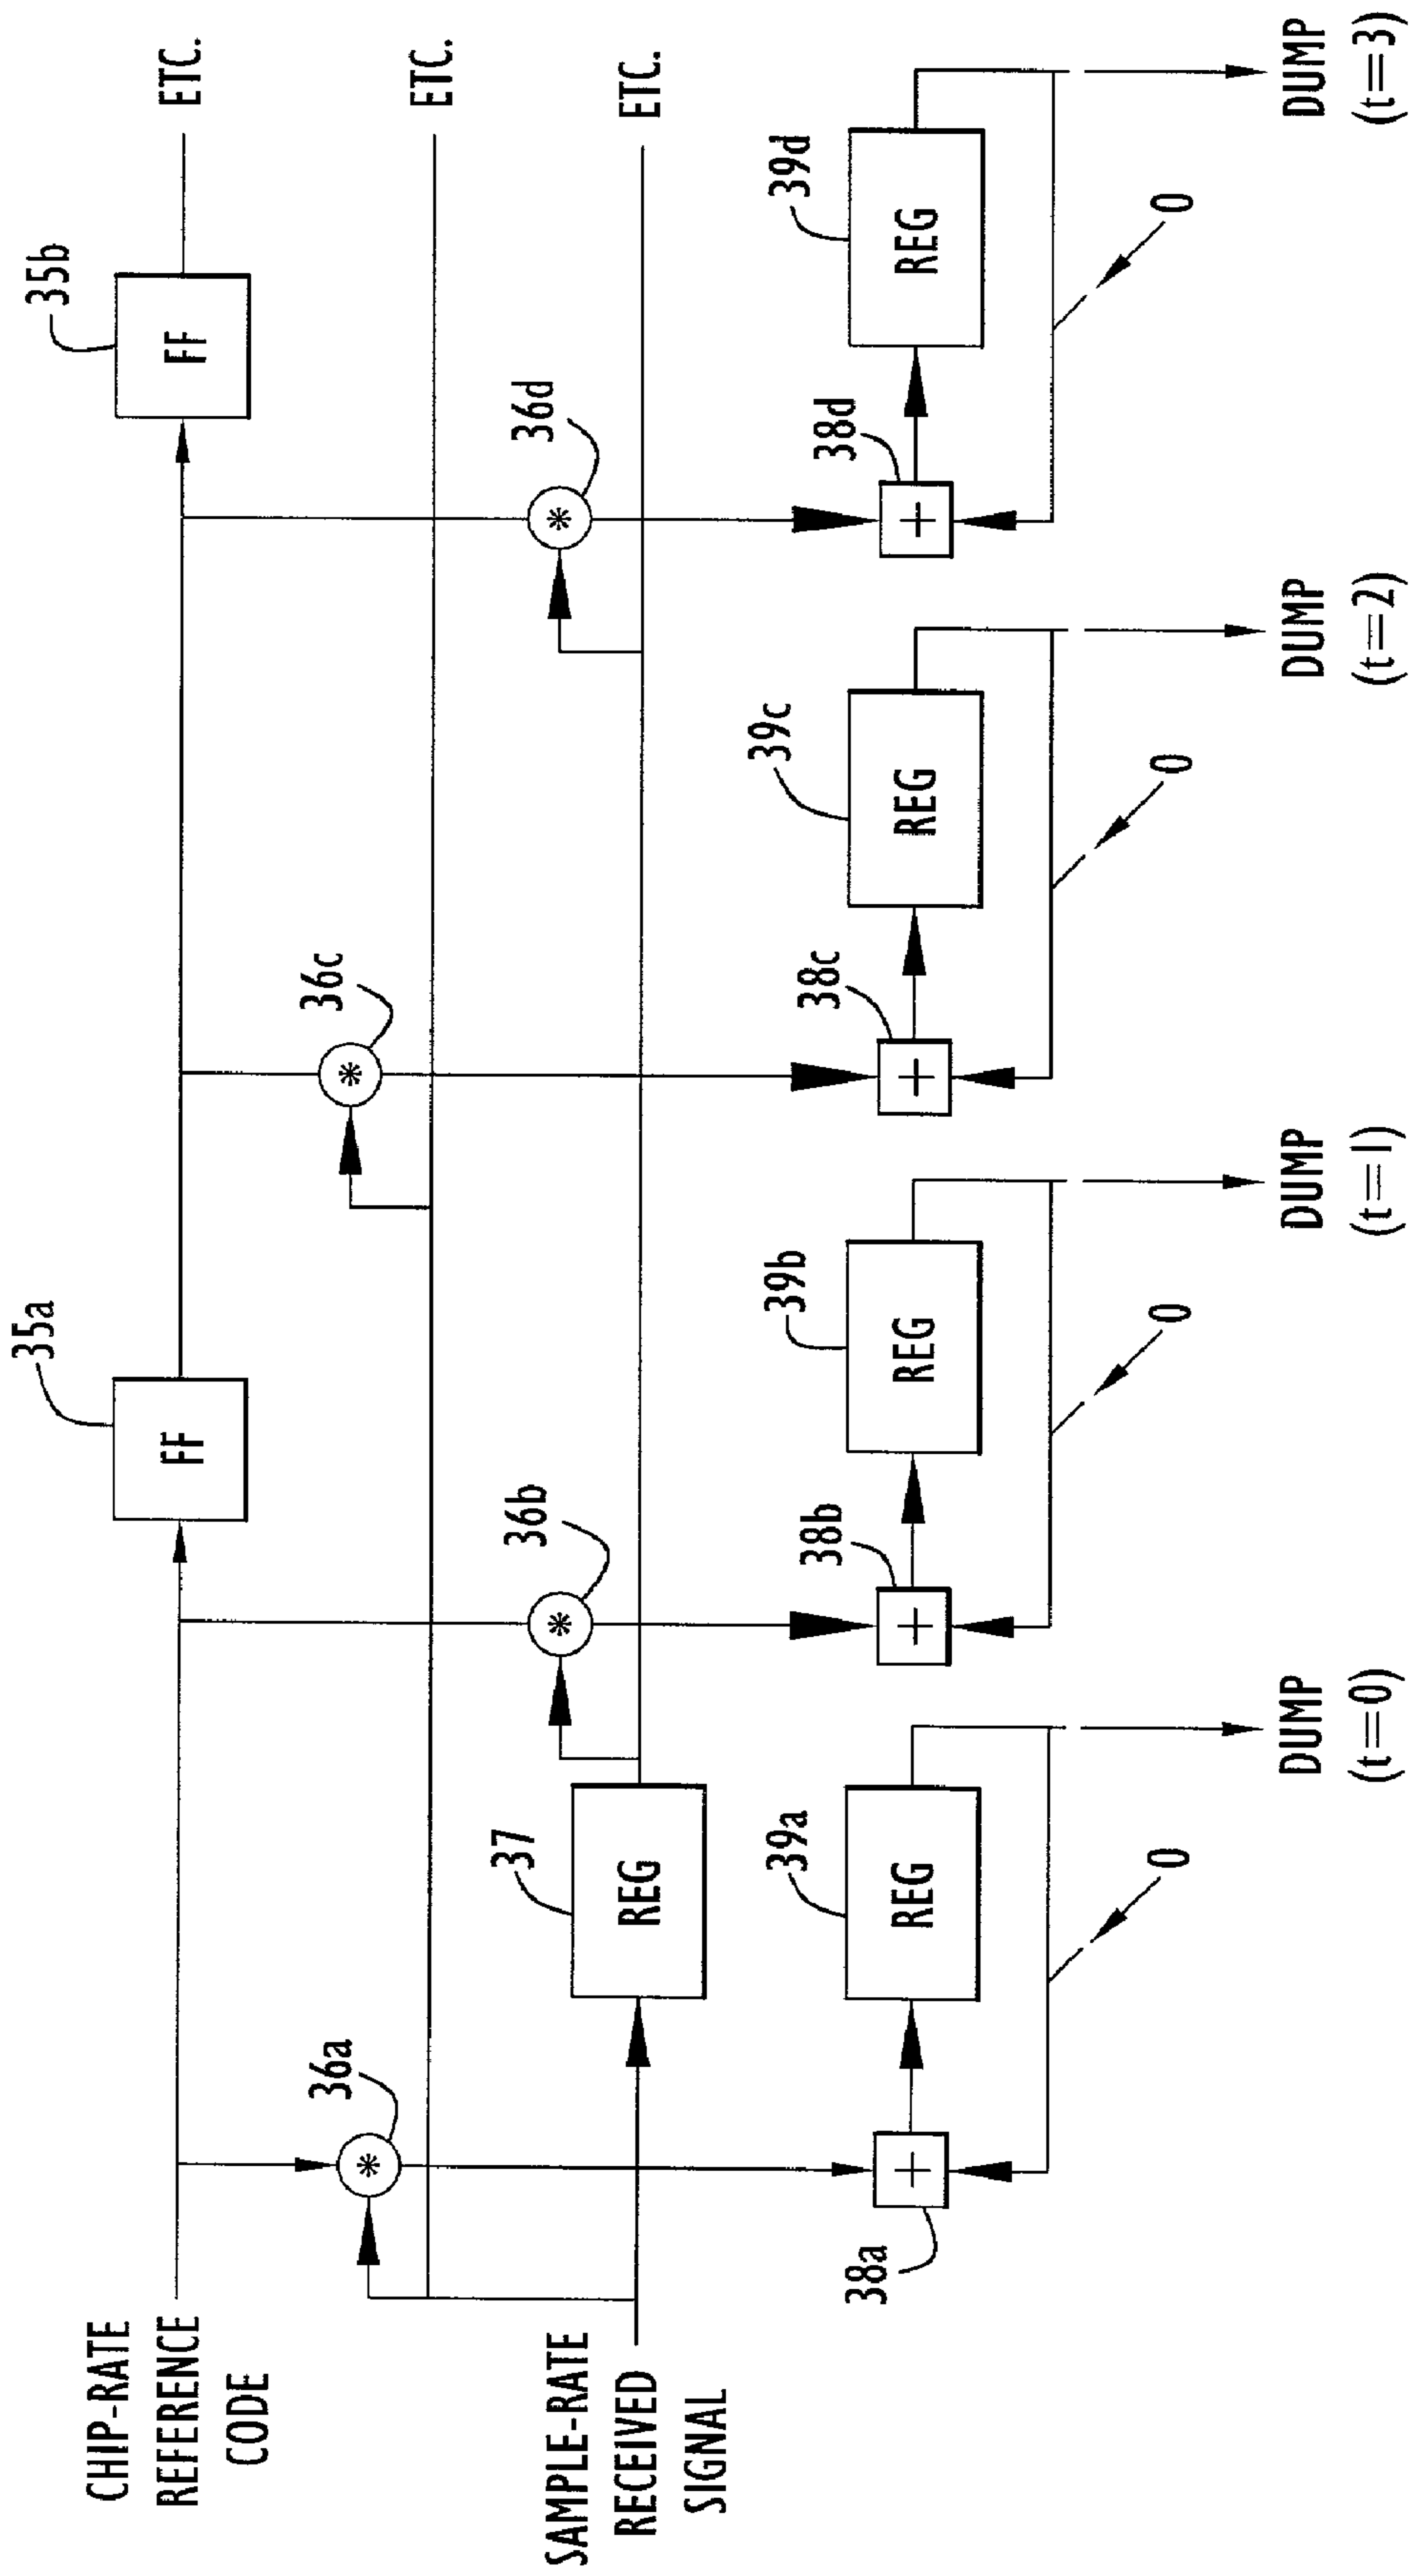 CHIP-RATE
REFERENCE
CODE
35a
FF
35b
FF
ETC.
36a
36c
ETC.
SAMPLE-RATE
RECEIVED
SIGNAL
37
REG
36b
36d
ETC.
38a
39a
REG
38b
39b
REG
38c
39c
REG
38d
39d
REG
0
0
0
0
DUMP
(t=0)
DUMP
(t=1)
DUMP
(t=2)
DUMP
(t=3)